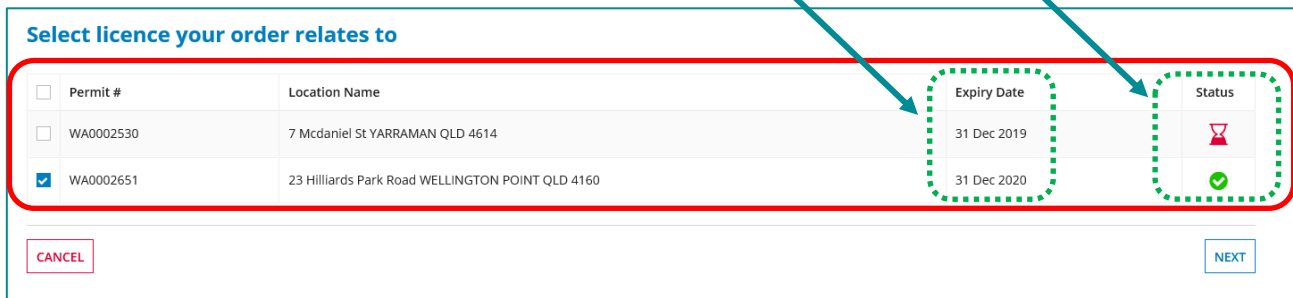 Select licence your order relates to
Permit # Location Name Expiry Date Status
WA0002530 7 Mcdaniel St YARRAMAN QLD 4614 31 Dec 2019
WA0002651 23 Hilliards Park Road WELLINGTON POINT QLD 4160 31 Dec 2020
CANCEL NEXT